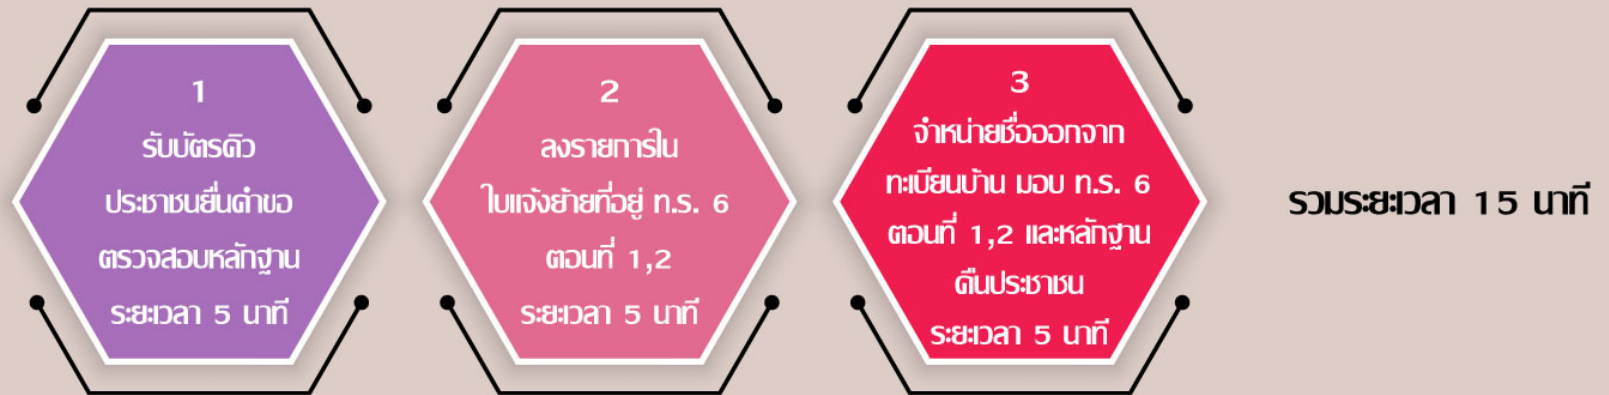 1
รับบัตรคิว
ประชาชนยื่นคำขอ
ตรวจสอบหลักฐาน
ระยะเวลา 5 นาที
2
ลงรายการใน
ใบแจ้งย้ายที่อยู่ ท.ร. 6
ตอนที่ 1,2
ระยะเวลา 5 นาที
3
จำหน่ายชื่อออกจาก
ทะเบียนบ้าน มอบ ท.ร. 6
ตอนที่ 1,2 และหลักฐาน
คืนประชาชน
ระยะเวลา 5 นาที
รวมระยะเวลา 15 นาที